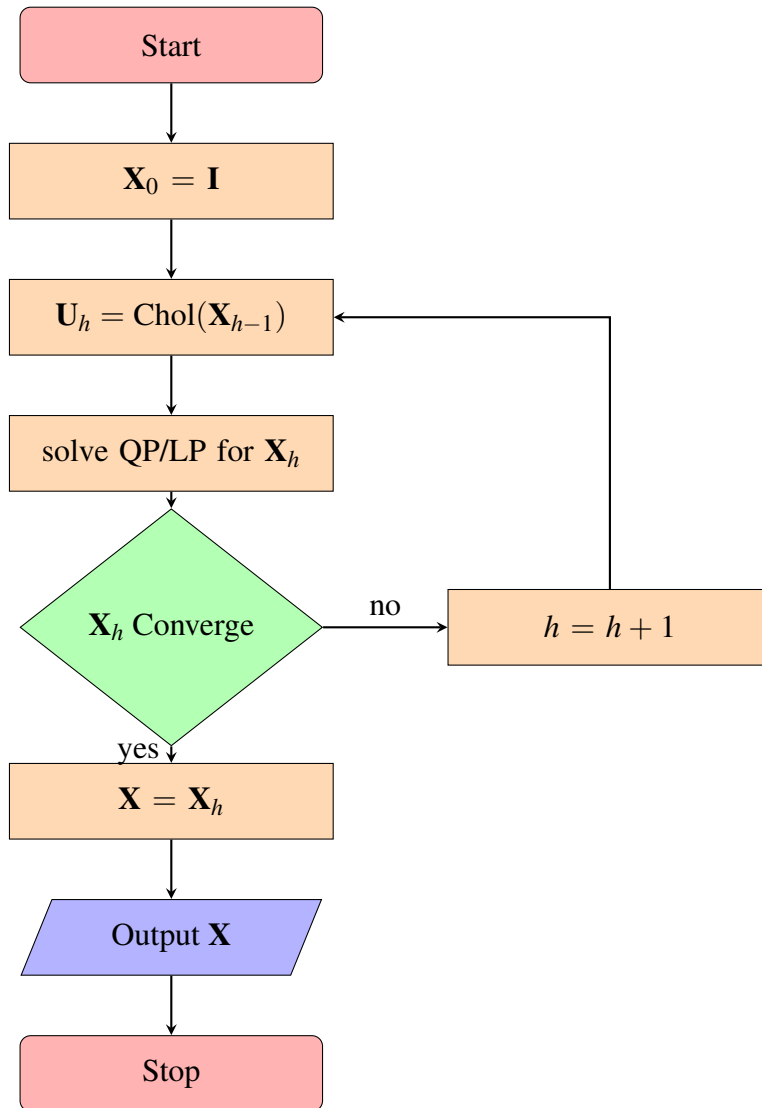 Start
X₀ = I
Uₕ = Chol(Xₕ₋₁)
solve QP/LP for Xₕ
Xₕ Converge
no
h = h + 1
yes
X = Xₕ
Output X
Stop